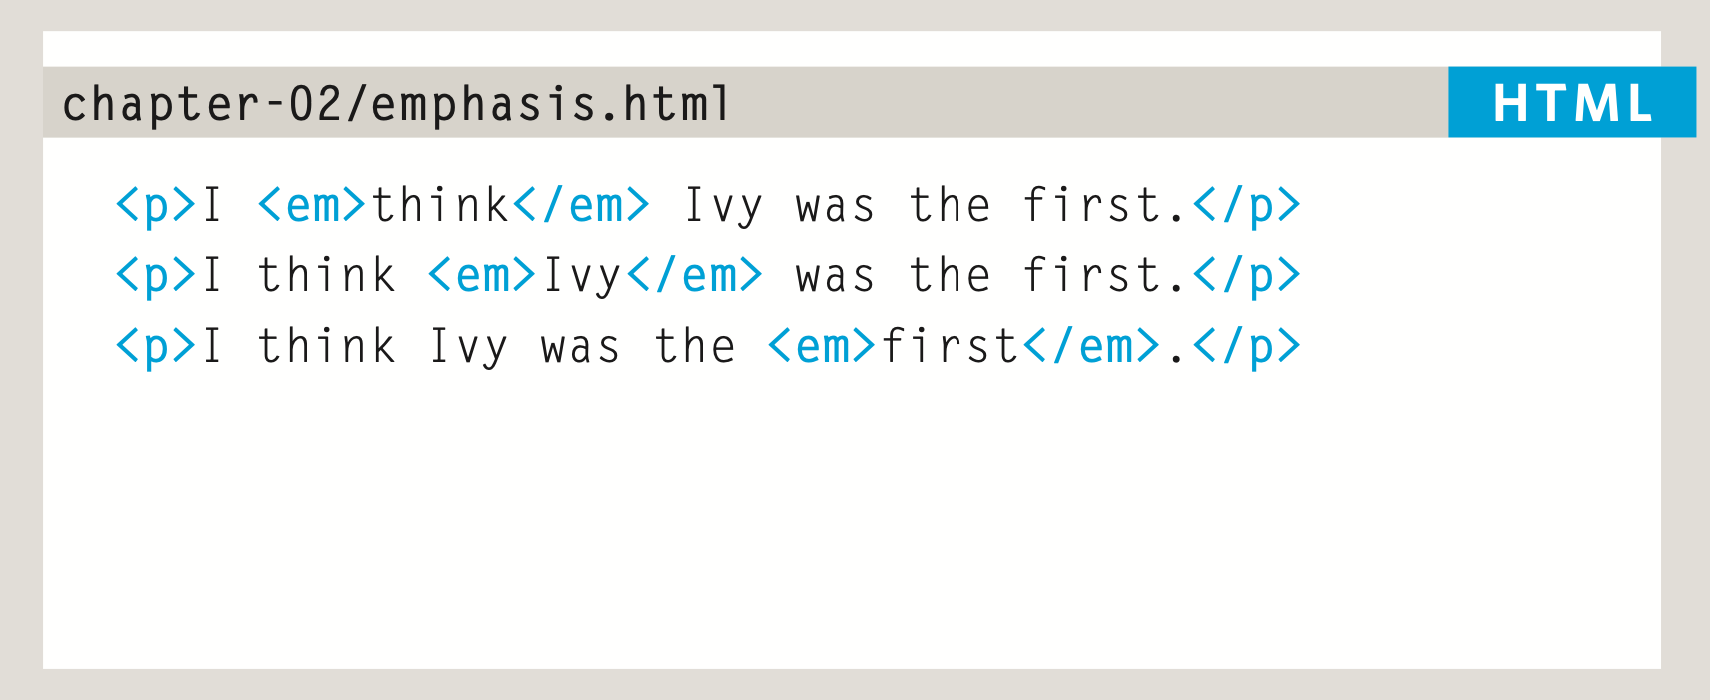 chapter-02/emphasis.html HTML
<p>I <em>think</em> Ivy was the first.</p>
<p>I think <em>Ivy</em> was the first.</p>
<p>I think Ivy was the <em>first</em>.</p>